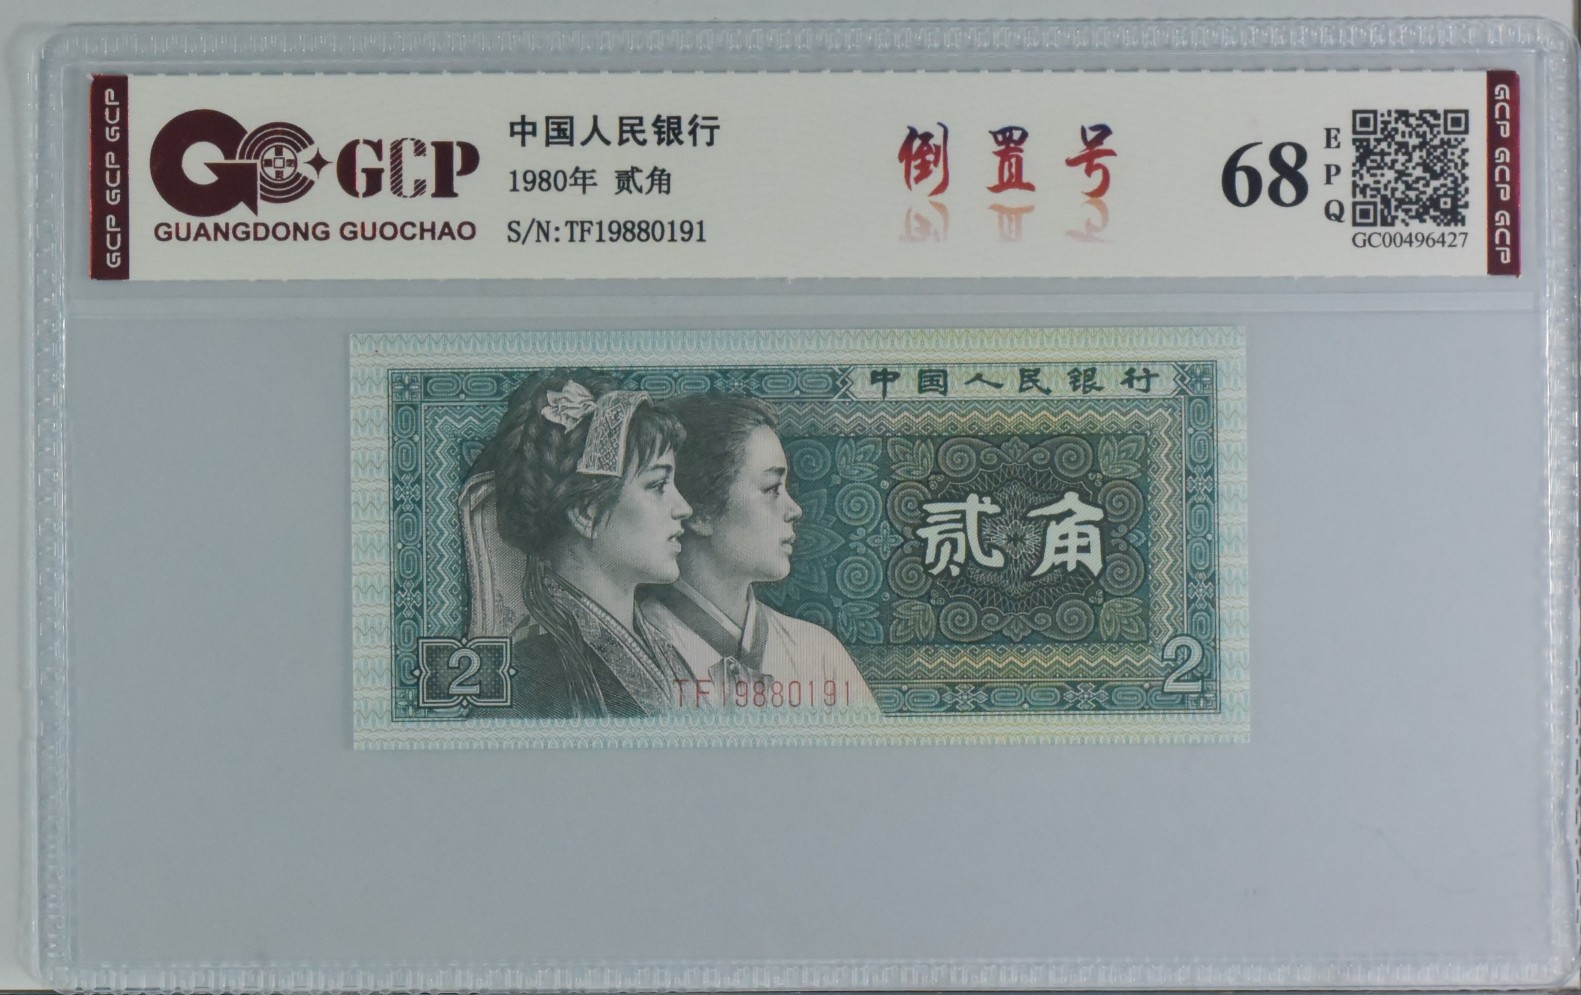 GCP GCP GCP
GCP
GUANGDONG GUOCHAO
中国人民银行
1980年 贰角
S/N:TF19880191
倒置号
68
EPQ
GC00496427
GCP GCP GCP
中国人民银行
贰角
2
2
TF19880191